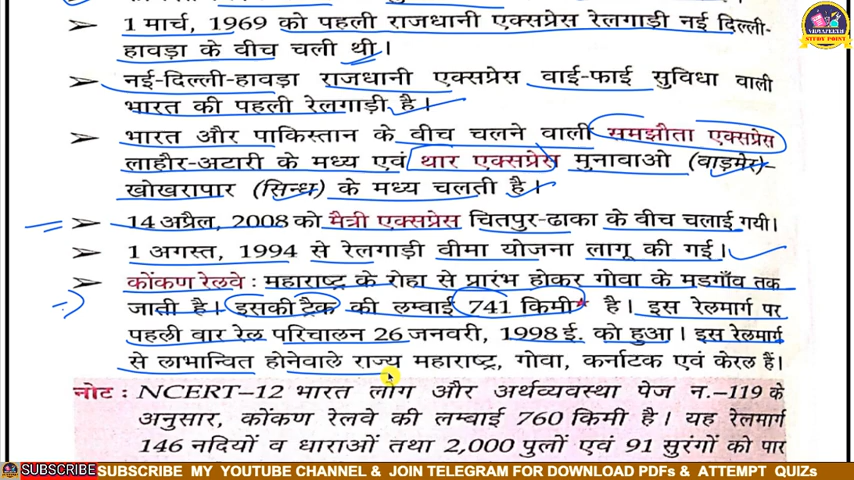 ➤ 1 मार्च, 1969 को पहली राजधानी एक्सप्रेस रेलगाड़ी नई दिल्ली-
हावड़ा के बीच चली थी।
➤ नई-दिल्ली-हावड़ा राजधानी एक्सप्रेस वाई-फाई सुविधा वाली
भारत की पहली रेलगाड़ी है।
➤ भारत और पाकिस्तान के बीच चलने वाली समझौता एक्सप्रेस
लाहौर-अटारी के मध्य एवं थार एक्सप्रेस मुनावाओ (वाड़मेर)-
खोखरापार (सिन्ध) के मध्य चलती है।
➤ 14 अप्रैल, 2008 को मैत्री एक्सप्रेस चितपुर-ढाका के बीच चलाई गयी।
➤ 1 अगस्त, 1994 से रेलगाड़ी बीमा योजना लागू की गई।
➤ कोंकण रेलवे : महाराष्ट्र के रोहा से प्रारंभ होकर गोवा के मडगाँव तक
जाती है। इसकी ट्रैक की लम्बाई 741 किमी* है। इस रेलमार्ग पर
पहली वार रेल परिचालन 26 जनवरी, 1998 ई. को हुआ। इस रेलमार्ग
से लाभान्वित होनेवाले राज्य महाराष्ट्र, गोवा, कर्नाटक एवं केरल हैं।
नोट : NCERT-12 भारत लोग और अर्थव्यवस्था पेज न.-119 के
अनुसार, कोंकण रेलवे की लम्बाई 760 किमी है। यह रेलमार्ग
146 नदियों व धाराओं तथा 2,000 पुलों एवं 91 सुरंगों को पार
SUBSCRIBE SUBSCRIBE MY YOUTUBE CHANNEL & JOIN TELEGRAM FOR DOWNLOAD PDFs & ATTEMPT QUIZs
VIDYAPEETH
STUDY POINT